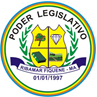 PODER LEGISLATIVO
RIBAMAR FIQUENE - MA
01/01/1997